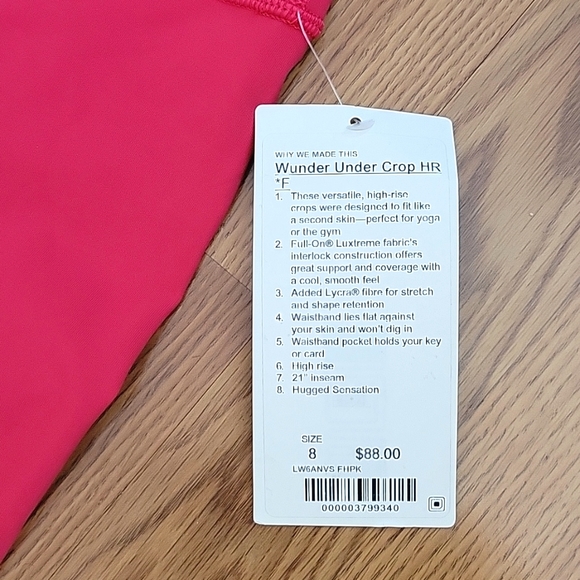 WHY WE MADE THIS
Wunder Under Crop HR
*F
1. These versatile, high-rise
crops were designed to fit like
a second skin—perfect for yoga
or the gym
2. Full-On® Luxtreme fabric's
interlock construction offers
great support and coverage with
a cool, smooth feel
3. Added Lycra® fibre for stretch
and shape retention
4. Waistband lies flat against
your skin and won't dig in
5. Waistband pocket holds your key
or card
6. High rise
7. 21" inseam
8. Hugged Sensation
SIZE
8 $88.00
LW6ANVS FHPK
000003799340